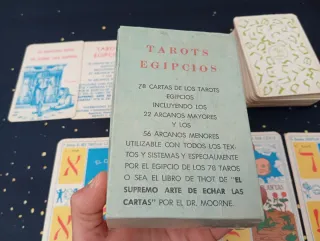 TAROTS
EGIPCIOS
78 CARTAS DE LOS TAROTS
EGIPCIOS
INCLUYENDO LOS
22 ARCANOS MAYORES
Y LOS
56 ARCANOS MENORES
UTILIZABLE CON TODOS LOS TEX-
TOS Y SISTEMAS Y ESPECIALMENTE
POR EL EGIPCIO DE LOS 78 TAROS
O SEA EL LIBRO DE THOT DE "EL
SUPREMO ARTE DE ECHAR LAS
CARTAS" POR EL DR. MOORNE.